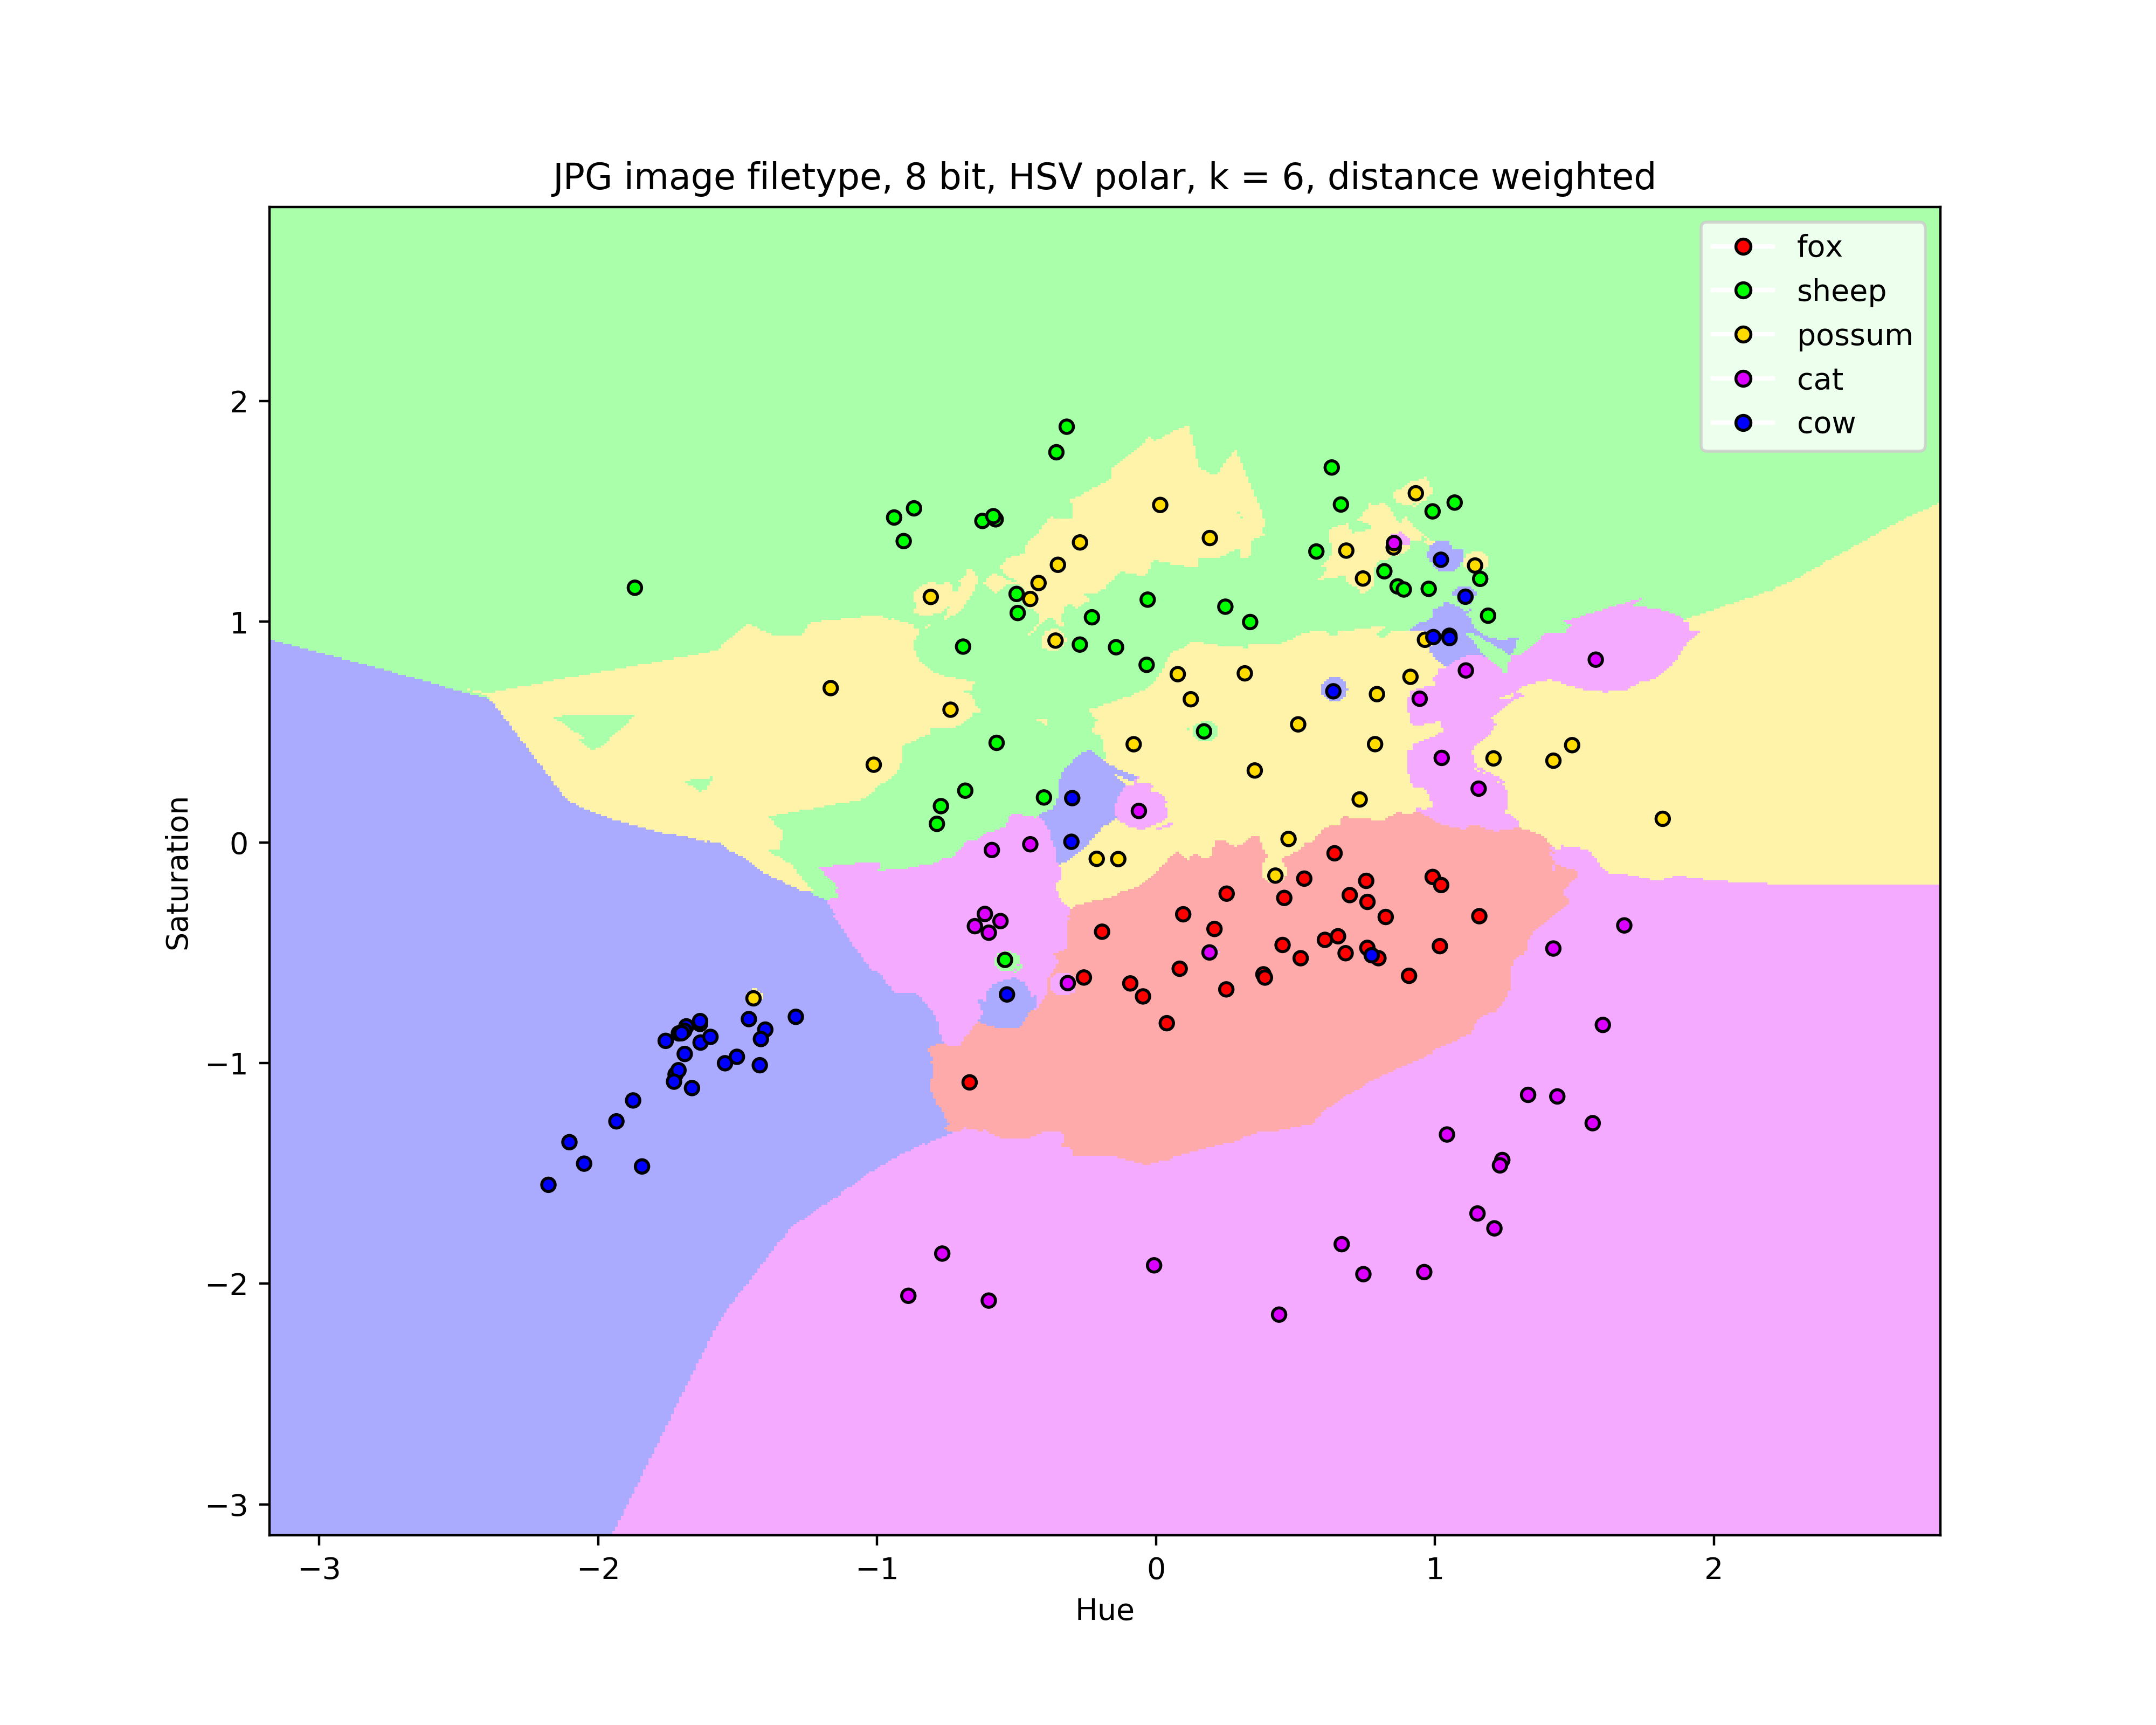 JPG image filetype, 8 bit, HSV polar, k = 6, distance weighted
fox
sheep
possum
cat
cow
2
1
0
−1
−2
−3
Saturation
−3 −2 −1 0 1 2
Hue